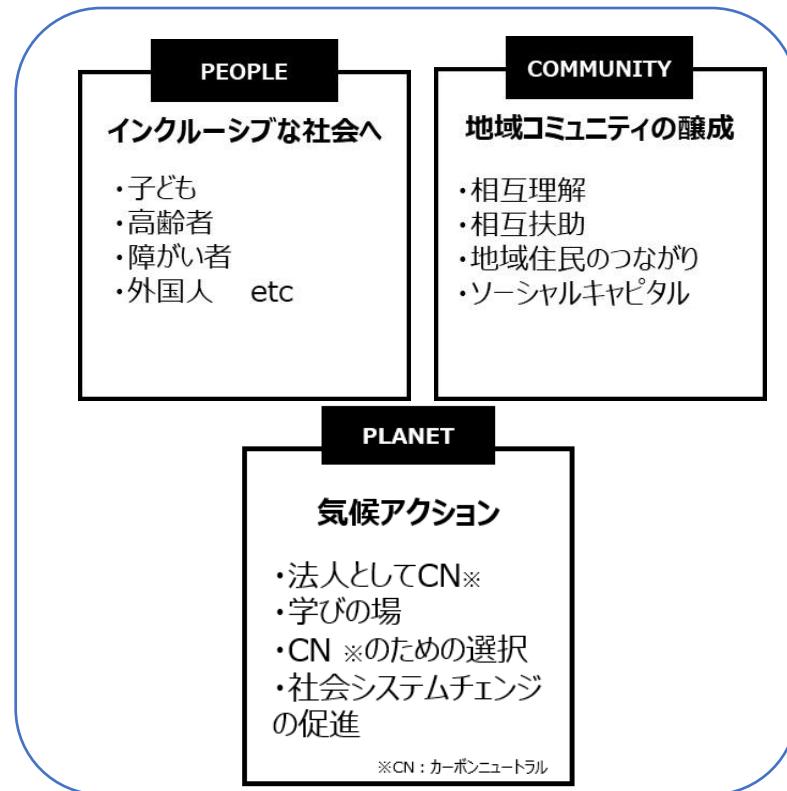 PEOPLE
インクルーシブな社会へ
・子ども
・高齢者
・障がい者
・外国人　etc
COMMUNITY
地域コミュニティの醸成
・相互理解
・相互扶助
・地域住民のつながり
・ソーシャルキャピタル
PLANET
気候アクション
・法人としてCN※
・学びの場
・CN ※のための選択
・社会システムチェンジ
の促進
※CN：カーボンニュートラル